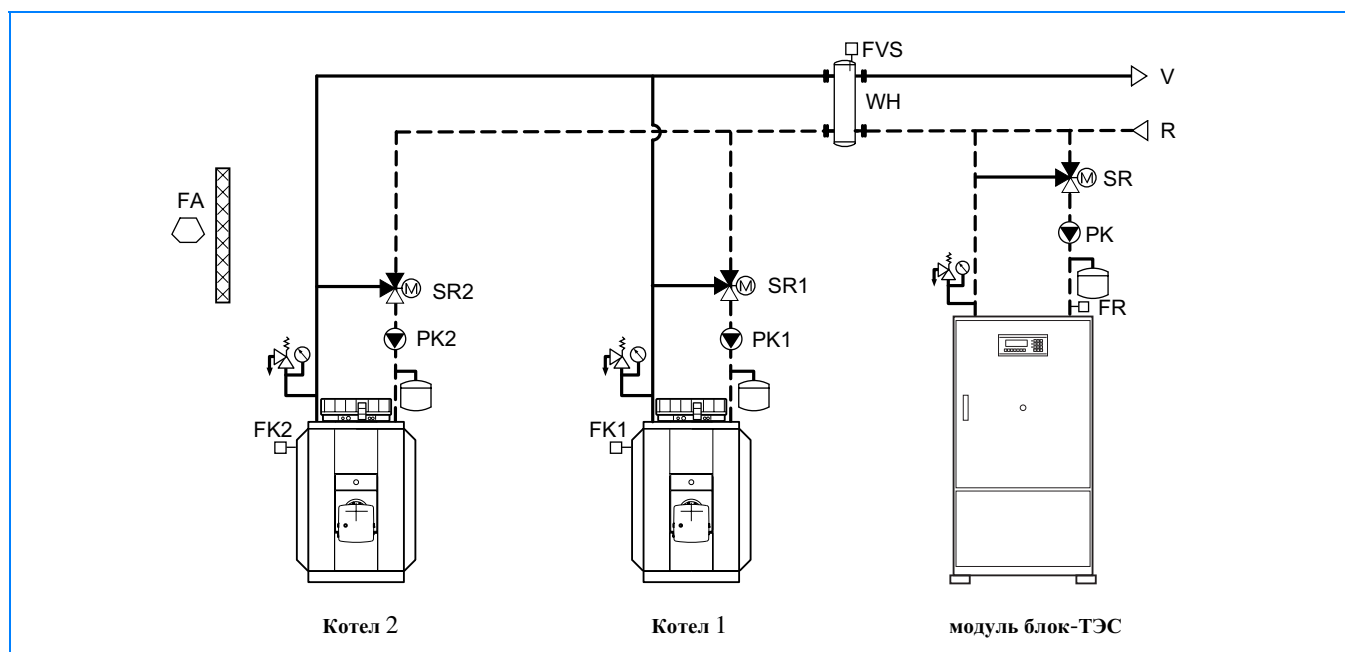 FVS
V
WH
R
FA
SR
PK
SR2
SR1
FR
PK2
PK1
FK2
FK1
M
M
M
Котел 2
Котел 1
модуль блок-ТЭС